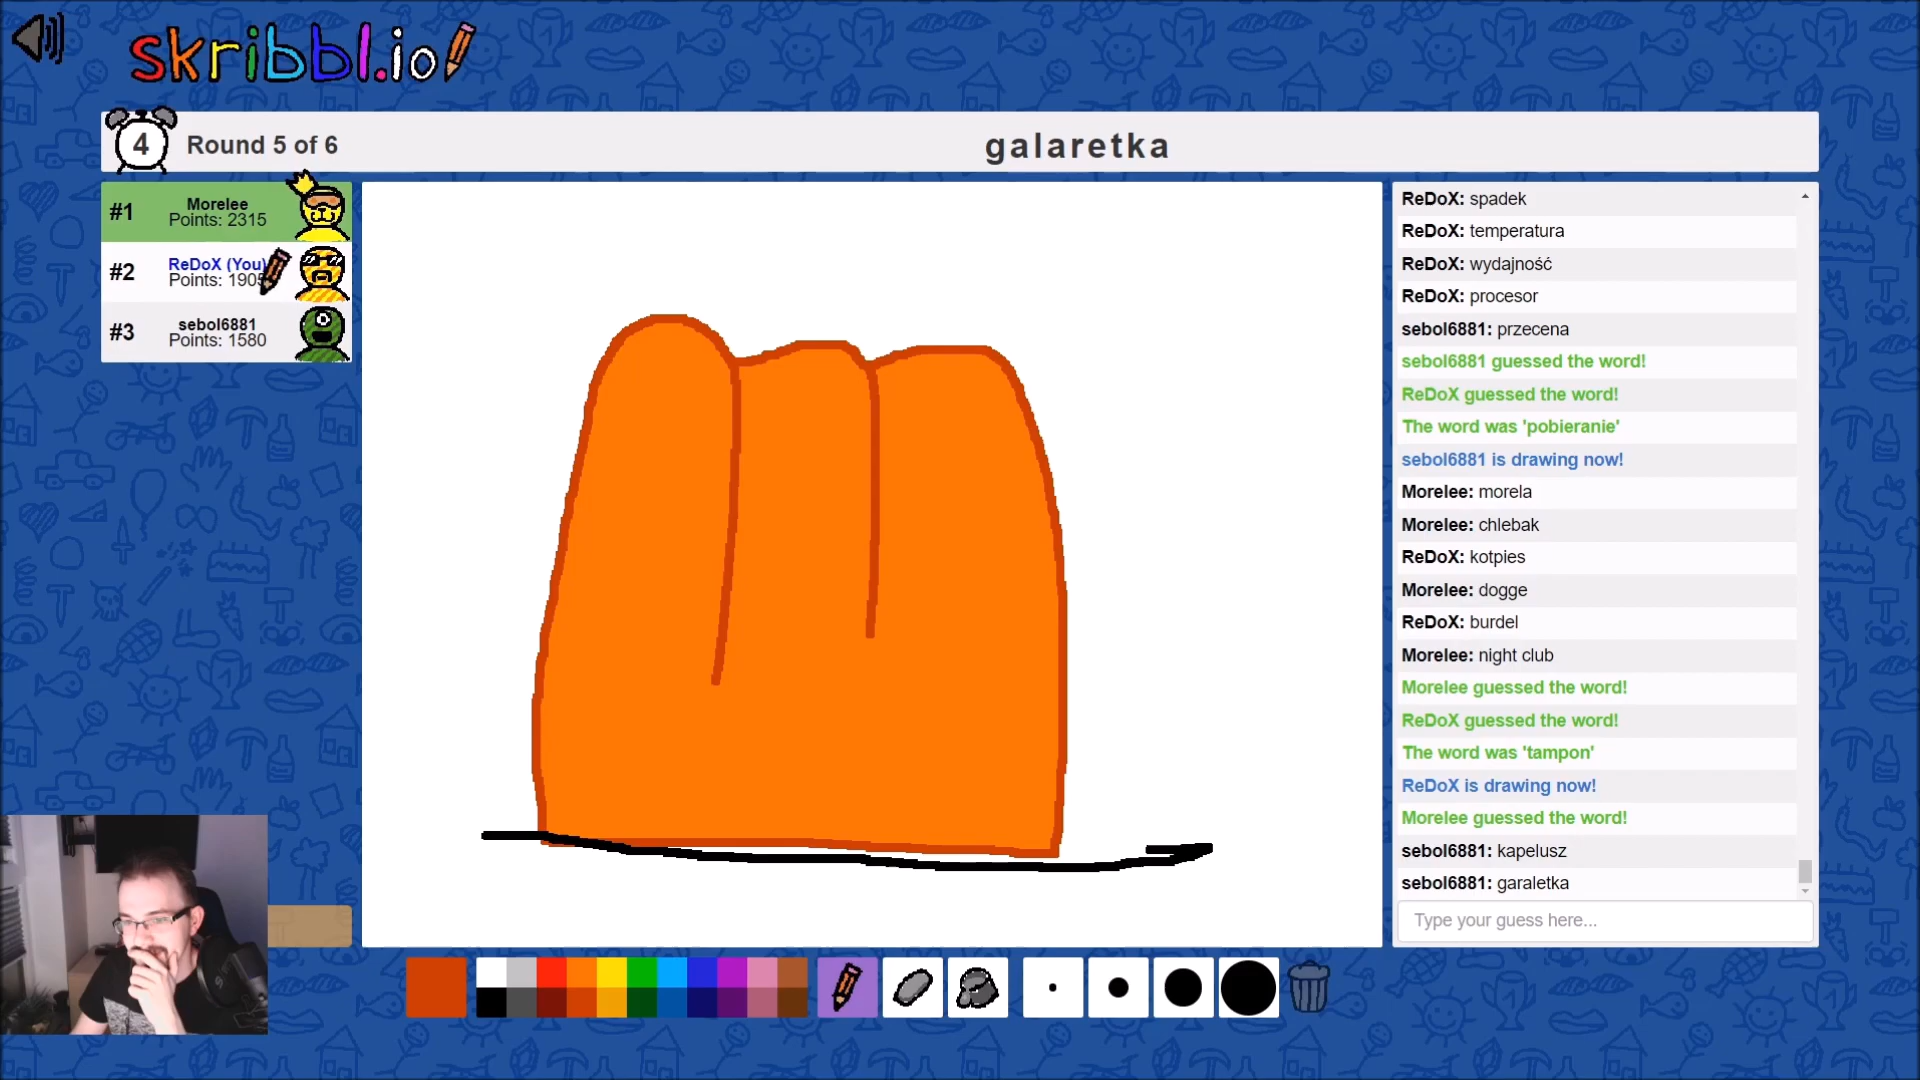 skribbl.io
4
Round 5 of 6
galaretka
#1
Morelee
Points: 2315
#2
ReDoX (You)
Points: 1905
#3
sebol6881
Points: 1580
ReDoX: spadek
ReDoX: temperatura
ReDoX: wydajność
ReDoX: procesor
sebol6881: przecena
sebol6881 guessed the word!
ReDoX guessed the word!
The word was 'pobieranie'
sebol6881 is drawing now!
Morelee: morela
Morelee: chlebak
ReDoX: kotpies
Morelee: dogge
ReDoX: burdel
Morelee: night club
Morelee guessed the word!
ReDoX guessed the word!
The word was 'tampon'
ReDoX is drawing now!
Morelee guessed the word!
sebol6881: kapelusz
sebol6881: garaletka
Type your guess here...